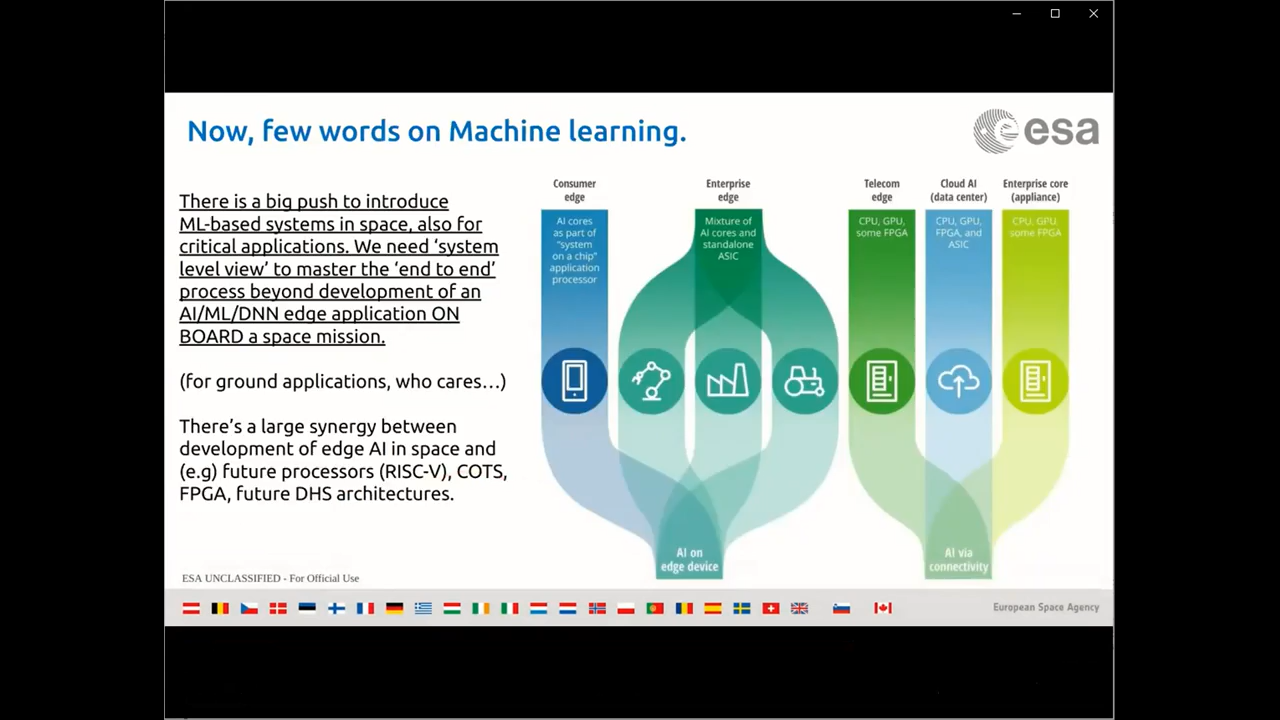 Now, few words on Machine learning.
esa
There is a big push to introduce
ML-based systems in space, also for
critical applications. We need ‘system
level view’ to master the ‘end to end’
process beyond development of an
AI/ML/DNN edge application ON
BOARD a space mission.
(for ground applications, who cares…)
There’s a large synergy between
development of edge AI in space and
(e.g) future processors (RISC-V), COTS,
FPGA, future DHS architectures.
Consumer
edge
AI cores
as part of
“system
on a chip”
application
processor
Enterprise
edge
Mixture of
AI cores and
standalone
ASIC
Telecom
edge
CPU, GPU,
some FPGA
Cloud AI
(data center)
CPU, GPU,
FPGA, and
ASIC
Enterprise core
(appliance)
CPU, GPU,
some FPGA
AI on
edge device
AI via
connectivity
ESA UNCLASSIFIED - For Official Use
European Space Agency